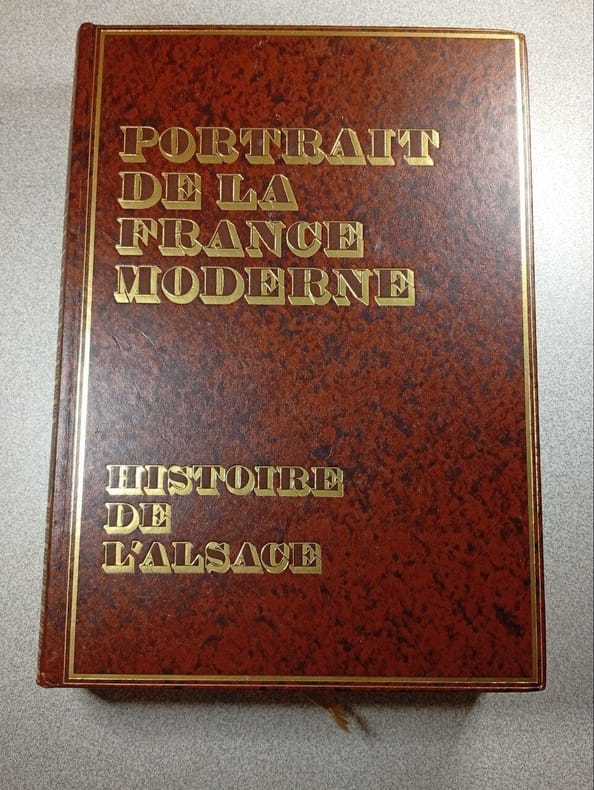 PORTRAIT
DE LA
FRANCE
MODERNE
HISTOIRE
DE
L'ALSACE